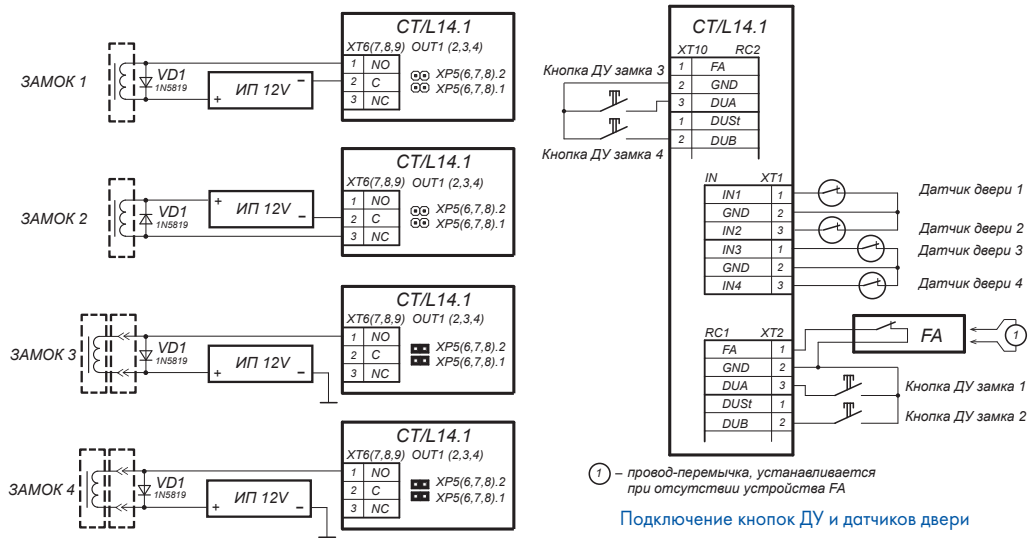 CT/L14.1
XT6(7,8,9) OUT1 (2,3,4)
1 NO
2 C
3 NC
XP5(6,7,8).2
XP5(6,7,8).1
ЗАМОК 1
VD1
1N5819
+ ИП 12V –
CT/L14.1
XT6(7,8,9) OUT1 (2,3,4)
1 NO
2 C
3 NC
XP5(6,7,8).2
XP5(6,7,8).1
ЗАМОК 2
VD1
1N5819
+ ИП 12V –
CT/L14.1
XT6(7,8,9) OUT1 (2,3,4)
1 NO
2 C
3 NC
XP5(6,7,8).2
XP5(6,7,8).1
ЗАМОК 3
VD1
1N5819
+ ИП 12V –
CT/L14.1
XT6(7,8,9) OUT1 (2,3,4)
1 NO
2 C
3 NC
XP5(6,7,8).2
XP5(6,7,8).1
ЗАМОК 4
VD1
1N5819
+ ИП 12V –
CT/L14.1
XT10 RC2
1 FA
2 GND
3 DUA
1 DUSt
2 DUB
Кнопка ДУ замка 3
Кнопка ДУ замка 4
IN XT1
IN1 1
GND 2
IN2 3
IN3 1
GND 2
IN4 3
Датчик двери 1
Датчик двери 2
Датчик двери 3
Датчик двери 4
RC1 XT2
FA 1
GND 2
DUA 3
DUSt 1
DUB 2
FA
1
Кнопка ДУ замка 1
Кнопка ДУ замка 2
1 – провод-перемычка, устанавливается
при отсутствии устройства FA
Подключение кнопок ДУ и датчиков двери